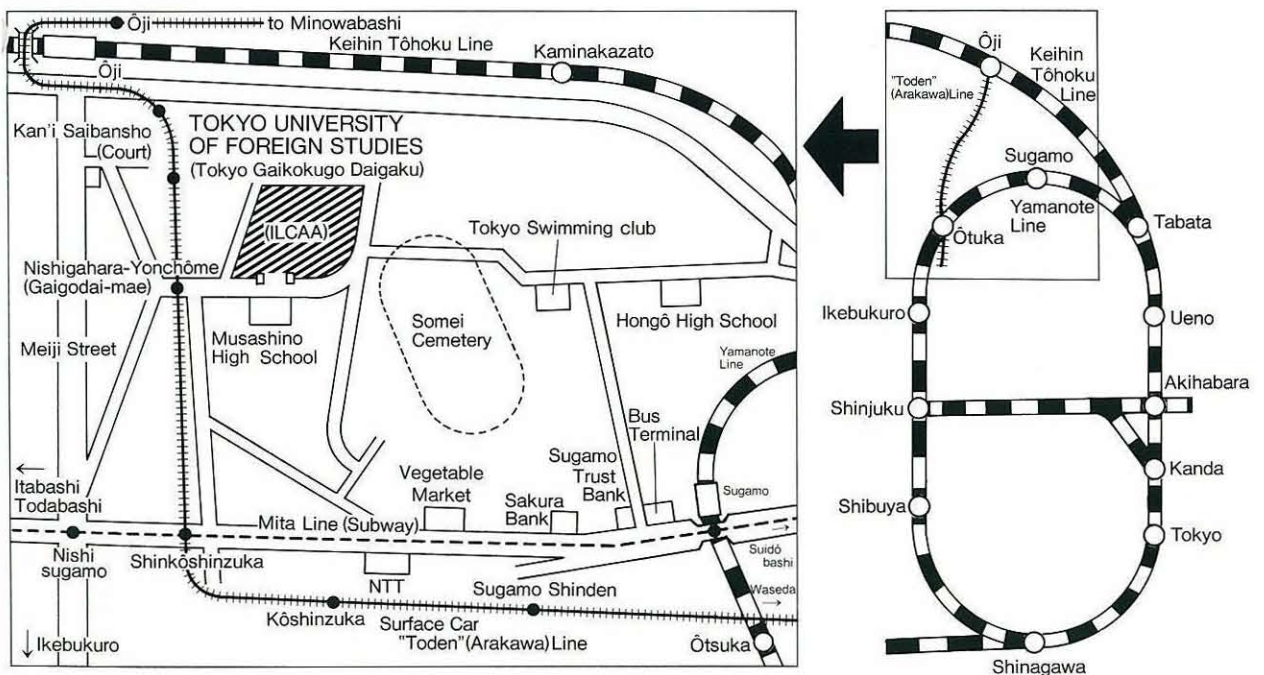 Ôji
to Minowabashi
Keihin Tôhoku Line
Kaminakazato
Ôji
Kan'i Saibansho
(Court)
TOKYO UNIVERSITY
OF FOREIGN STUDIES
(Tokyo Gaikokugo Daigaku)
(ILCAA)
Tokyo Swimming club
Nishigahara-Yonchôme
(Gaigodai-mae)
Musashino
High School
Somei
Cemetery
Hongô High School
Meiji Street
Yamanote
Line
Bus
Terminal
←
Itabashi
Todabashi
Vegetable
Market
Sakura
Bank
Sugamo
Trust
Bank
Sugamo
Mita Line (Subway)
Nishi
sugamo
Shinkôshinzuka
NTT
Suidô
bashi
→
Waseda
→
Kôshinzuka
Sugamo Shinden
Surface Car
"Toden"(Arakawa)Line
Ôtsuka
↓Ikebukuro
Ôji
Keihin
Tôhoku
Line
"Toden"
(Arakawa)Line
Sugamo
Yamanote
Line
Tabata
Ôtuka
Ikebukuro
Ueno
Akihabara
Shinjuku
Kanda
Shibuya
Tokyo
Shinagawa